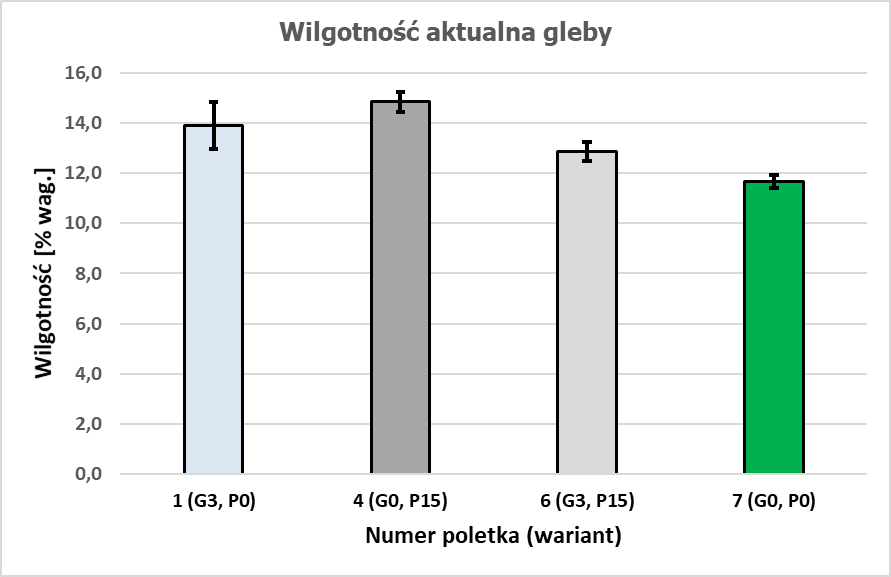 Wilgotność aktualna gleby
Wilgotność [% wag.]
16,0
14,0
12,0
10,0
8,0
6,0
4,0
2,0
0,0
1 (G3, P0) 4 (G0, P15) 6 (G3, P15) 7 (G0, P0)
Numer poletka (wariant)